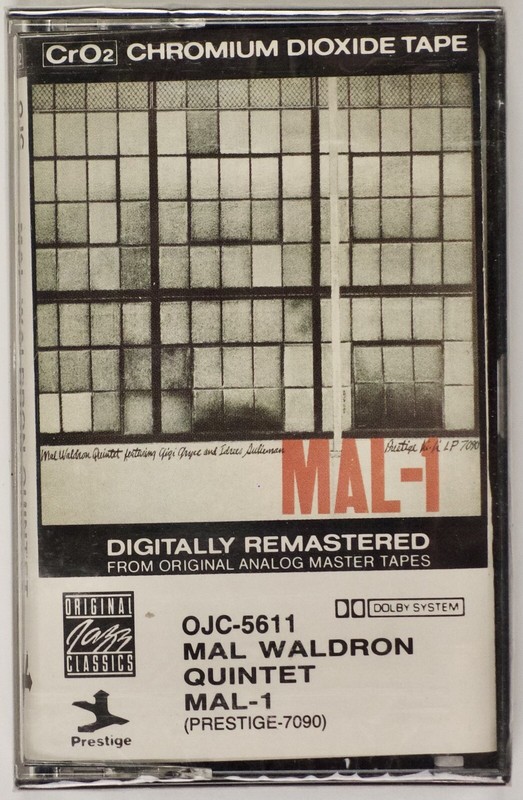 CrO2 CHROMIUM DIOXIDE TAPE
Mal Waldron Quintet featuring Gigi Gryce and Idrees Sulieman
Prestige Hi-Fi LP 7090
MAL-1
DIGITALLY REMASTERED
FROM ORIGINAL ANALOG MASTER TAPES
ORIGINAL
Jazz
CLASSICS
Prestige
DOLBY SYSTEM
OJC-5611
MAL WALDRON
QUINTET
MAL-1
(PRESTIGE-7090)